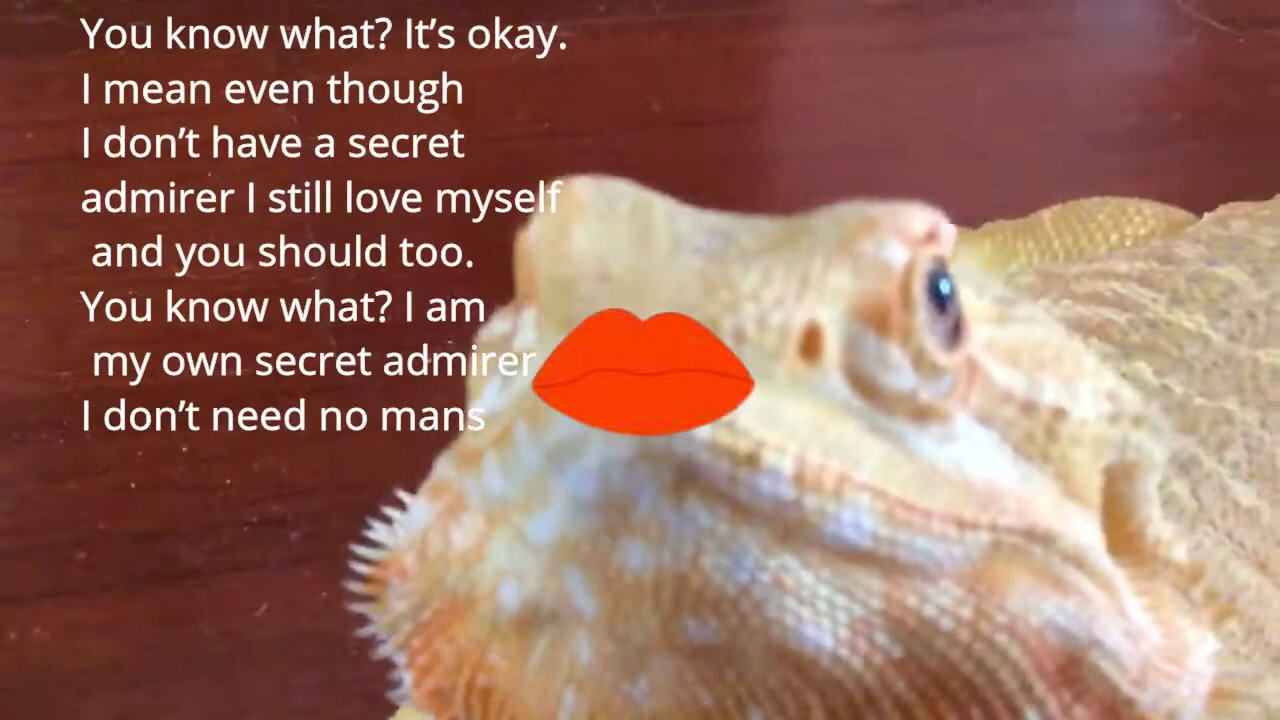 You know what? It’s okay.
I mean even though
I don’t have a secret
admirer I still love myself
and you should too.
You know what? I am
my own secret admirer
I don’t need no mans